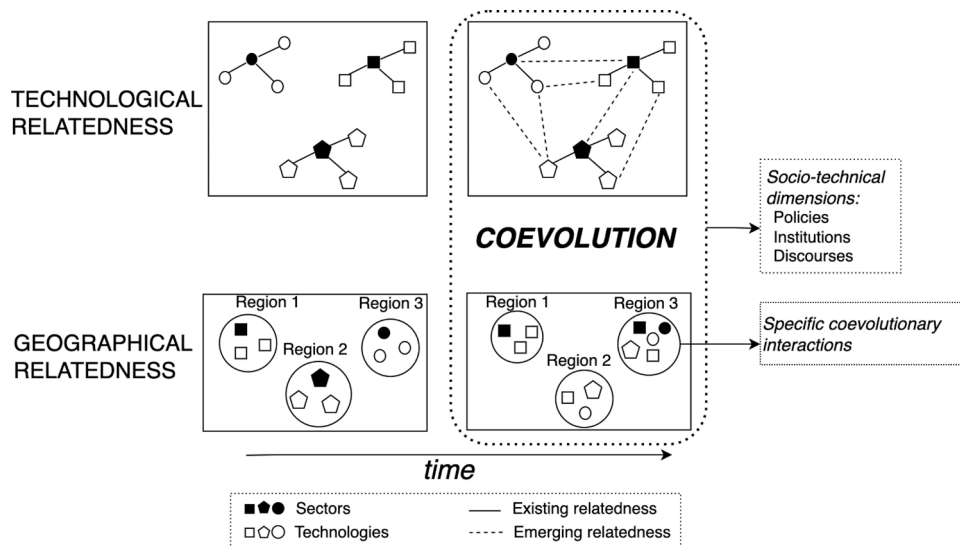 TECHNOLOGICAL
RELATEDNESS
COEVOLUTION
Socio-technical
dimensions:
Policies
Institutions
Discourses
GEOGRAPHICAL
RELATEDNESS
Region 1
Region 3
Region 2
Region 1
Region 3
Region 2
Specific coevolutionary
interactions
time
Sectors
Existing relatedness
Technologies
Emerging relatedness